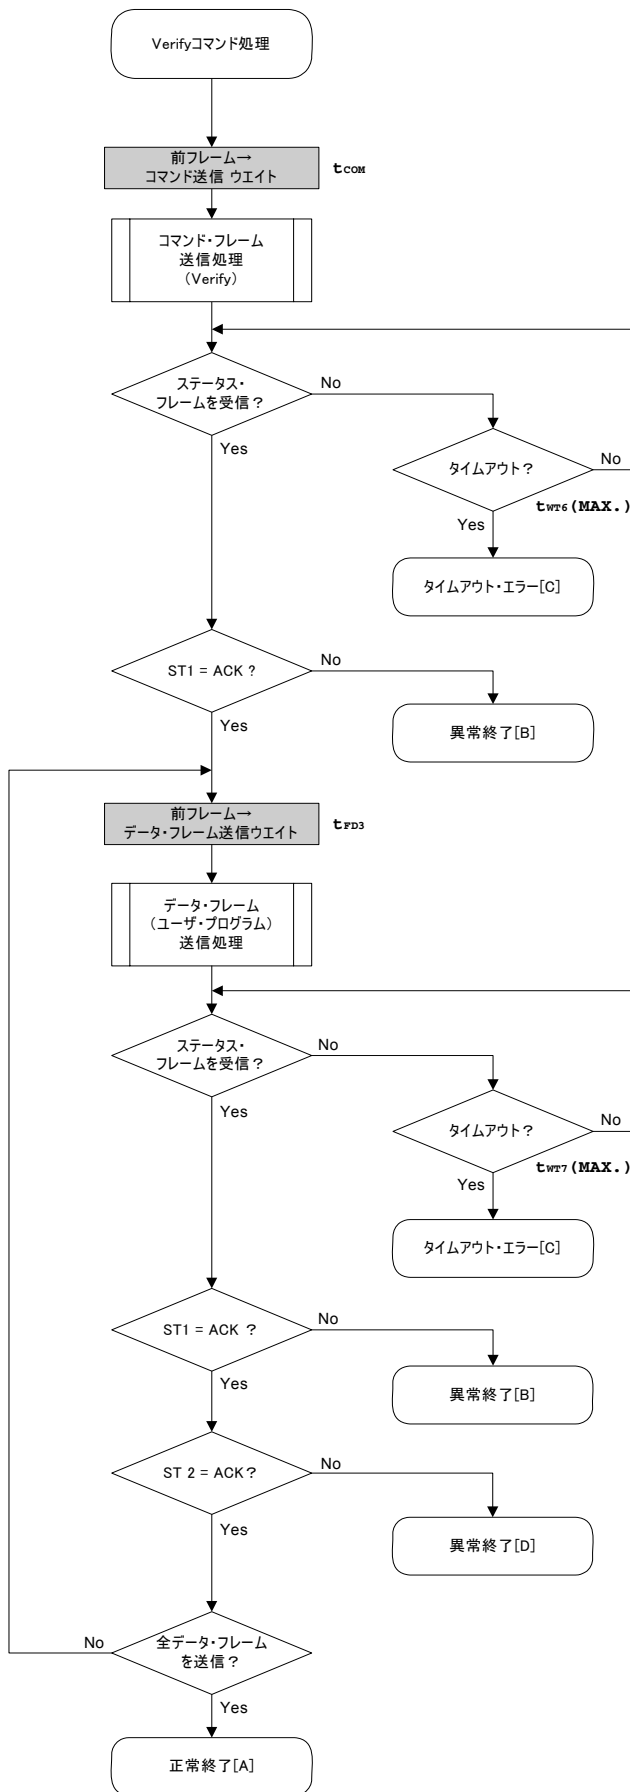 Verifyコマンド処理
前フレーム→
コマンド送信 ウエイト
tCOM
コマンド・フレーム
送信処理
(Verify)
ステータス・
フレームを受信？
No
Yes
タイムアウト？
No
tWT6(MAX.)
Yes
タイムアウト・エラー[C]
ST1 = ACK ?
No
Yes
異常終了[B]
前フレーム→
データ・フレーム送信ウエイト
tFD3
データ・フレーム
(ユーザ・プログラム)
送信処理
ステータス・
フレームを受信？
No
Yes
タイムアウト？
No
tWT7(MAX.)
Yes
タイムアウト・エラー[C]
ST1 = ACK ？
No
Yes
異常終了[B]
ST 2 = ACK？
No
Yes
異常終了[D]
全データ・フレーム
を送信？
No
Yes
正常終了[A]